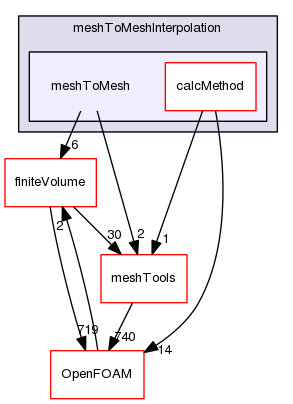 meshToMeshInterpolation
meshToMesh
calcMethod
6
finiteVolume
2
30
2
1
meshTools
719
740
14
OpenFOAM